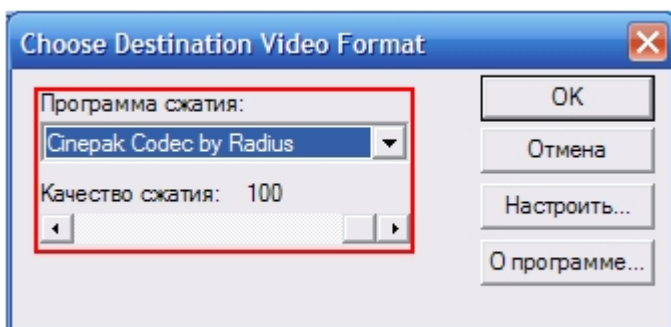 Choose Destination Video Format
Программа сжатия:
Cinepak Codec by Radius
Качество сжатия: 100
OK
Отмена
Настроить...
О программе...